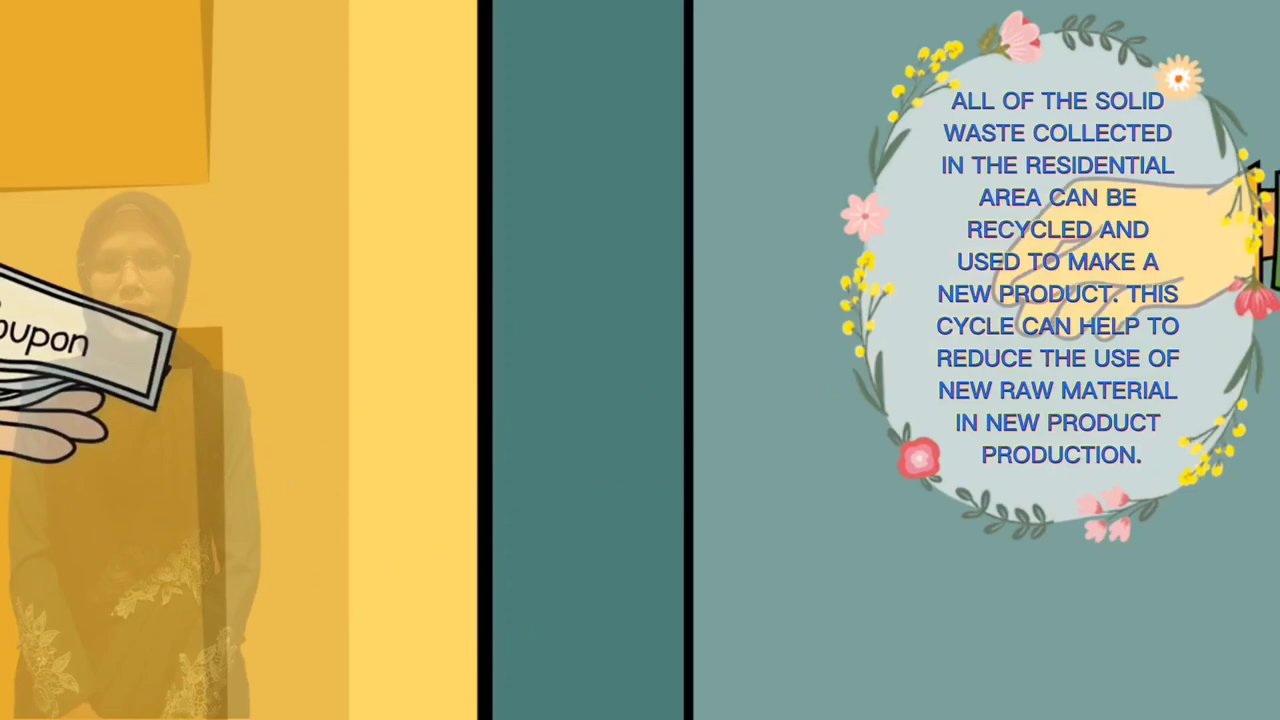 oupon
ALL OF THE SOLID
WASTE COLLECTED
IN THE RESIDENTIAL
AREA CAN BE
RECYCLED AND
USED TO MAKE A
NEW PRODUCT. THIS
CYCLE CAN HELP TO
REDUCE THE USE OF
NEW RAW MATERIAL
IN NEW PRODUCT
PRODUCTION.